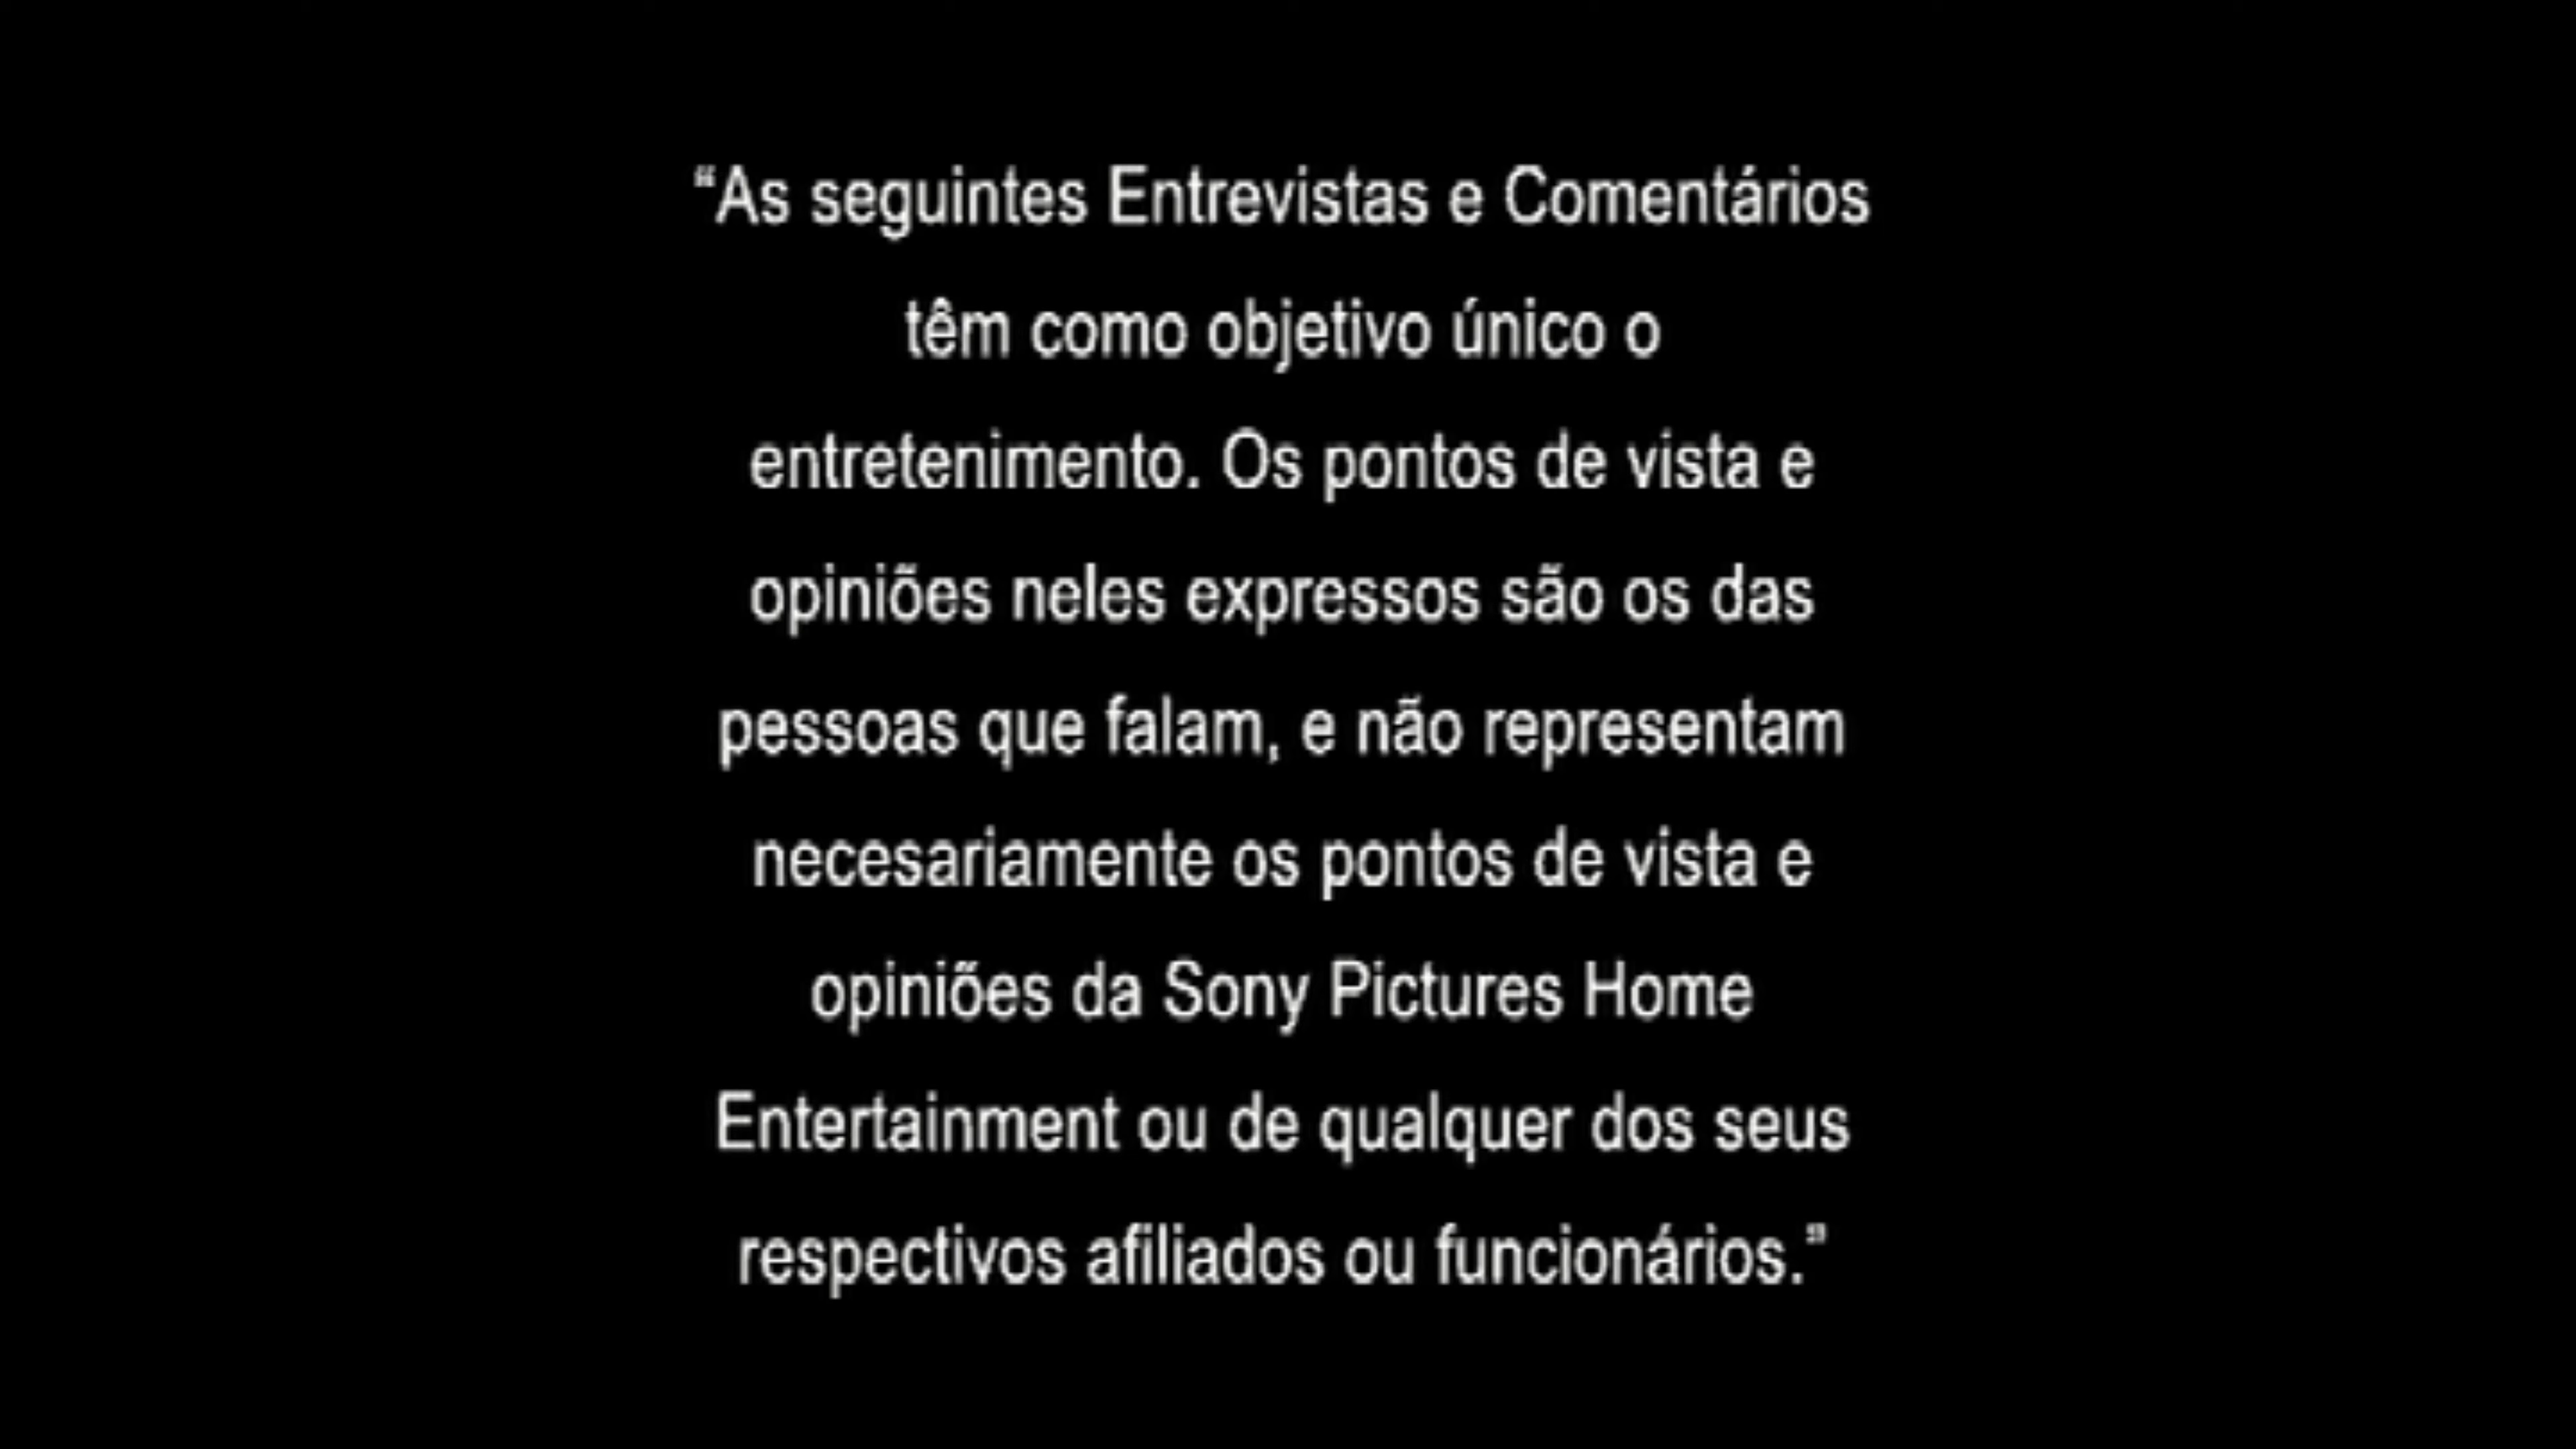 “As seguintes Entrevistas e Comentários
têm como objetivo único o
entretenimento. Os pontos de vista e
opiniões neles expressos são os das
pessoas que falam, e não representam
necesariamente os pontos de vista e
opiniões da Sony Pictures Home
Entertainment ou de qualquer dos seus
respectivos afiliados ou funcionários.”